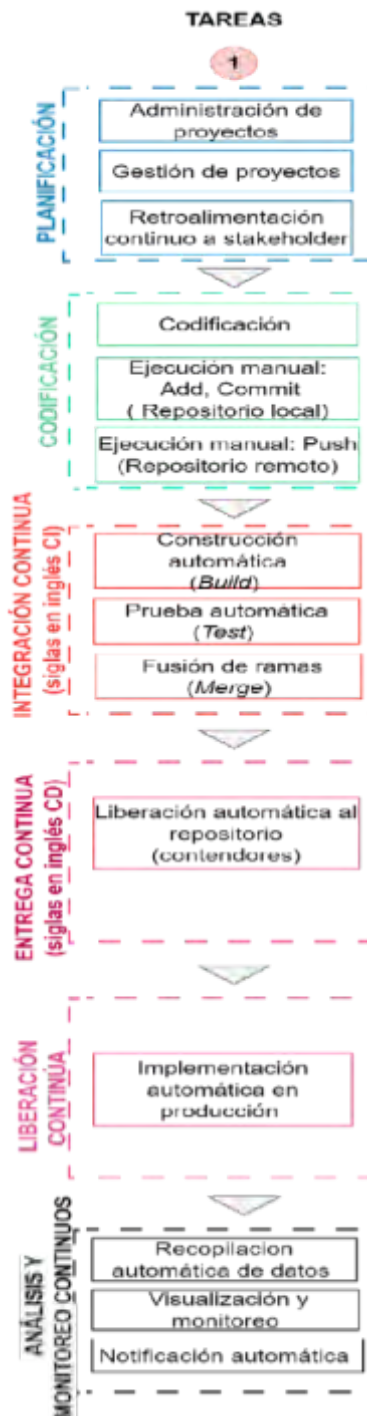 TAREAS
1
PLANIFICACIÓN
Administración de
proyectos
Gestión de proyectos
Retroalimentación
continuo a stakeholder
CODIFICACIÓN
Codificación
Ejecución manual:
Add, Commit
( Repositorio local)
Ejecución manual: Push
(Repositorio remoto)
INTEGRACIÓN CONTINUA
(siglas en inglés CI)
Construcción
automática
(Build)
Prueba automática
(Test)
Fusión de ramas
(Merge)
ENTREGA CONTINUA
(siglas en inglés CD)
Liberación automática al
repositorio
(contendores)
LIBERACIÓN
CONTINÚA
Implementación
automática en
producción
ANÁLISIS Y
MONITOREO CONTINUOS
Recopilacion
automática de datos
Visualización y
monitoreo
Notificación automática